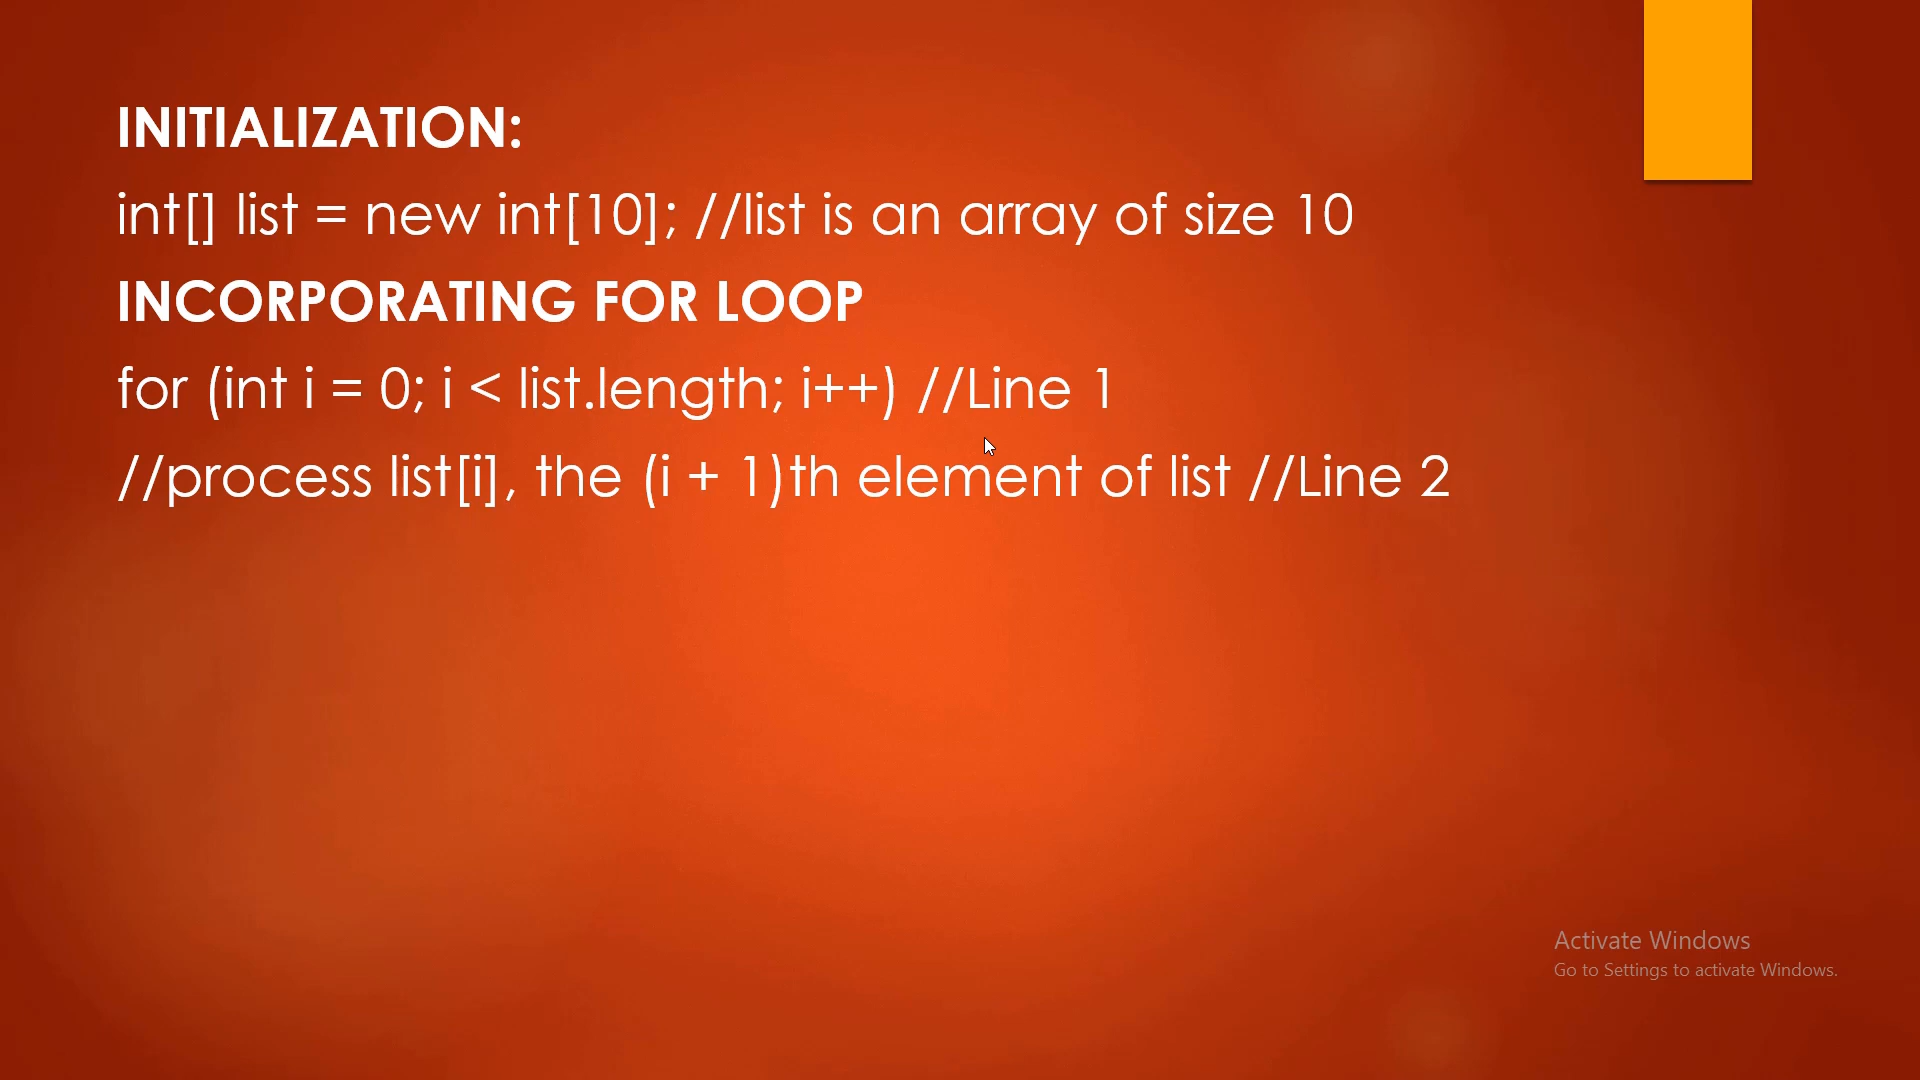 INITIALIZATION:
int[] list = new int[10]; //list is an array of size 10
INCORPORATING FOR LOOP
for (int i = 0; i < list.length; i++) //Line 1
//process list[i], the (i + 1)th element of list //Line 2
Activate Windows
Go to Settings to activate Windows.